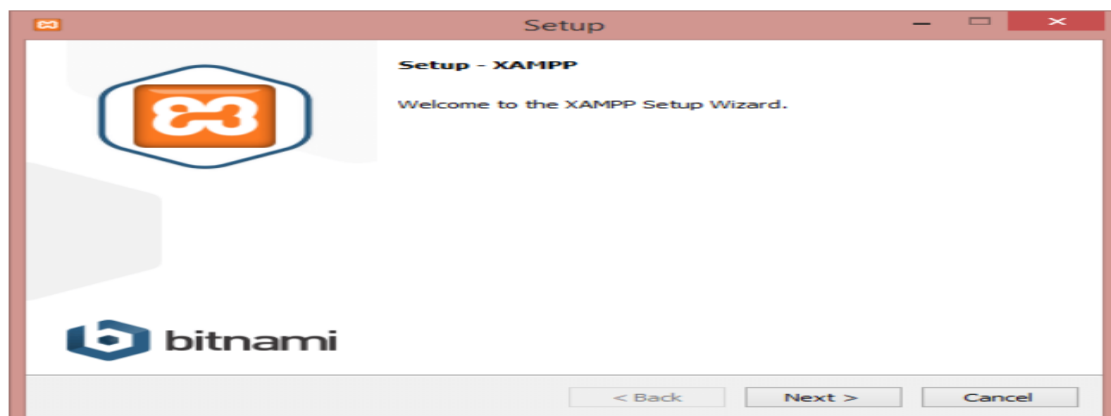 Setup
Setup - XAMPP
Welcome to the XAMPP Setup Wizard.
bitnami
< Back Next > Cancel